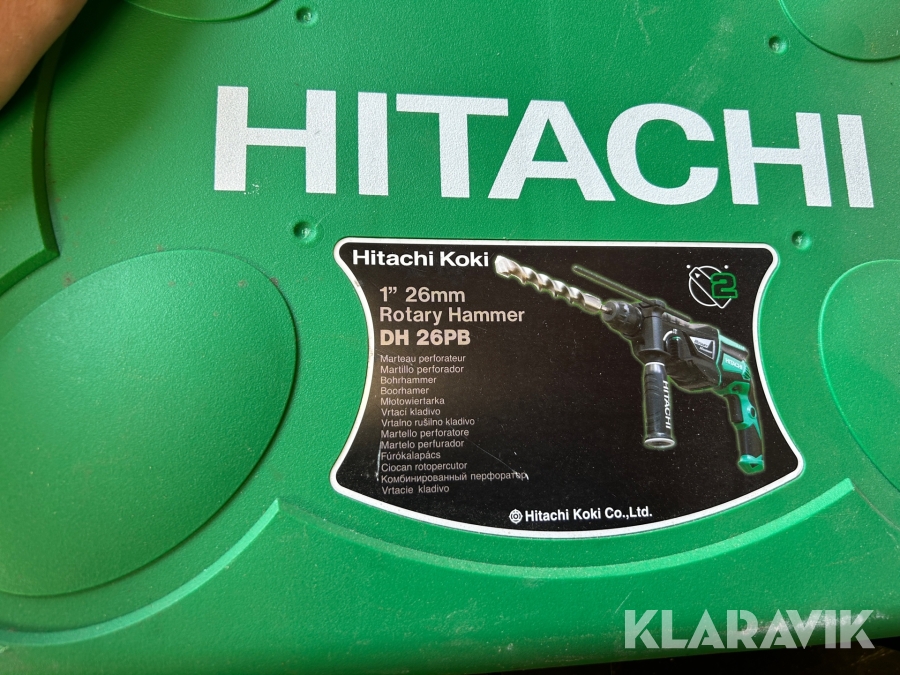 HITACHI
Hitachi Koki
1” 26mm
Rotary Hammer
DH 26PB
Marteau perforateur
Martillo perforador
Bohrhammer
Boorhamer
Młotowiertarka
Vrtací kladivo
Vrtalno rušilno kladivo
Martello perforatore
Martelo perfurador
Fúrókalapács
Ciocan rotopercutor
Комбинированный перфоратор
Vrtacie kladivo
2
HITACHI
HITACHI
Hitachi Koki Co.,Ltd.
KLARAVIK